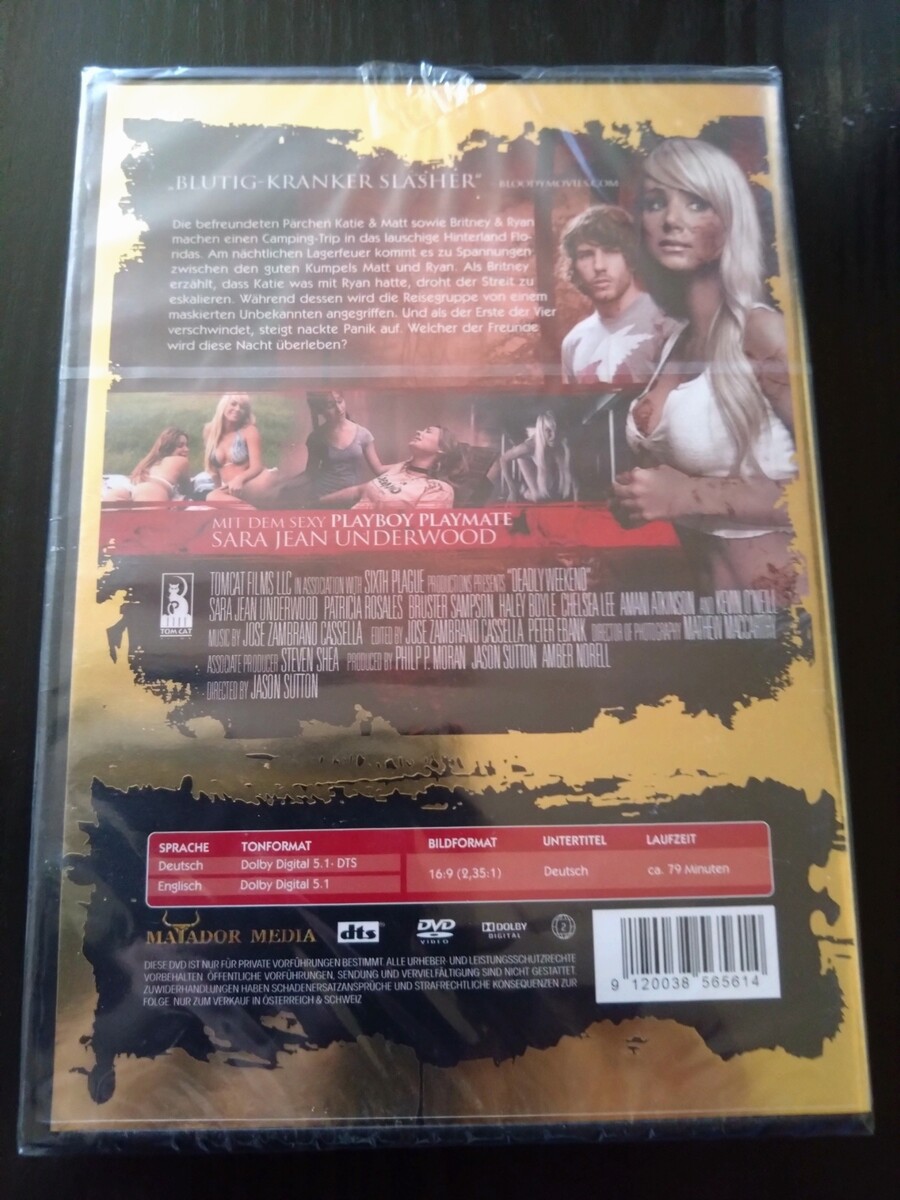 „BLUTIG-KRANKER SLASHER“ BLOODYMOVIES.COM
Die befreundeten Pärchen Katie & Matt sowie Britney & Ryan
machen einen Camping-Trip in das lauschige Hinterland Flo-
ridas. Am nächtlichen Lagerfeuer kommt es zu Spannungen
zwischen den guten Kumpels Matt und Ryan. Als Britney
erzählt, dass Katie was mit Ryan hatte, droht der Streit zu
eskalieren. Während dessen wird die Reisegruppe von einem
maskierten Unbekannten angegriffen. Und als der Erste der Vier
verschwindet, steigt nackte Panik auf. Welcher der Freunde
wird diese Nacht überleben?
MIT DEM SEXY PLAYBOY PLAYMATE
SARA JEAN UNDERWOOD
TOMCAT
TOMCAT FILMS LLC IN ASSOCIATION WITH SIXTH PLAGUE PRODUCTIONS PRESENTS "DEADLY WEEKEND"
SARA JEAN UNDERWOOD PATRICIA ROSALES BRUSTER SAMPSON HALEY BOYLE CHELSEA LEE AMANI ATKINSON AND KEVIN O'NEILL
MUSIC BY JOSE ZAMBRANO CASSELLA EDITED BY JOSE ZAMBRANO CASSELLA PETER FRANK DIRECTOR OF PHOTOGRAPHY MATHEW MACCARTHY
ASSOCIATE PRODUCER STEVEN SHEA PRODUCED BY PHILP P. MORAN JASON SUTTON AMBER NORELL
DIRECTED BY JASON SUTTON
SPRACHE TONFORMAT BILDFORMAT UNTERTITEL LAUFZEIT
Deutsch Dolby Digital 5.1 · DTS
16:9 (2,35:1) Deutsch ca. 79 Minuten
Englisch Dolby Digital 5.1
MATADOR MEDIA dts DVD VIDEO DOLBY DIGITAL 2
DIESE DVD IST NUR FÜR PRIVATE VORFÜHRUNGEN BESTIMMT. ALLE URHEBER- UND LEISTUNGSSCHUTZRECHTE
VORBEHALTEN. ÖFFENTLICHE VORFÜHRUNGEN, SENDUNG UND VERVIELFÄLTIGUNG SIND NICHT GESTATTET.
ZUWIDERHANDLUNGEN HABEN SCHADENERSATZANSPRÜCHE UND STRAFRECHTLICHE KONSEQUENZEN ZUR
FOLGE. NUR ZUM VERKAUF IN ÖSTERREICH & SCHWEIZ
9 120038 565614